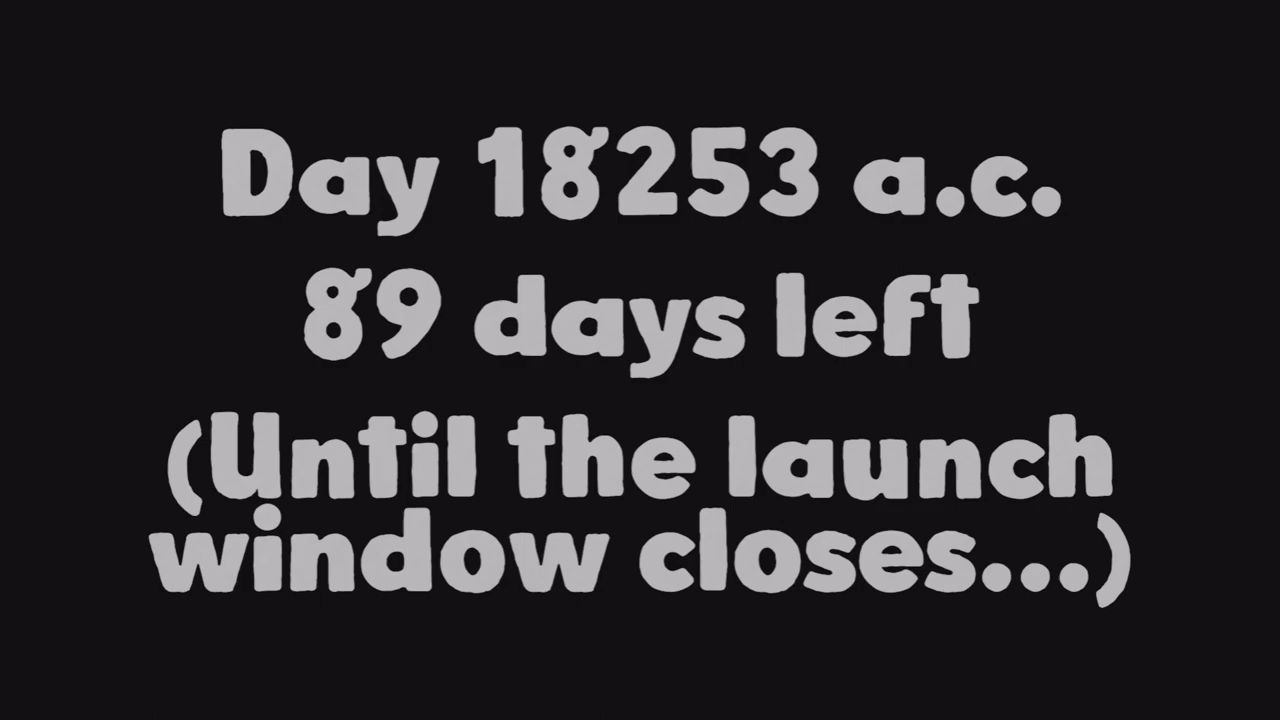 Day 18253 a.c.
89 days left
(Until the launch
window closes...)